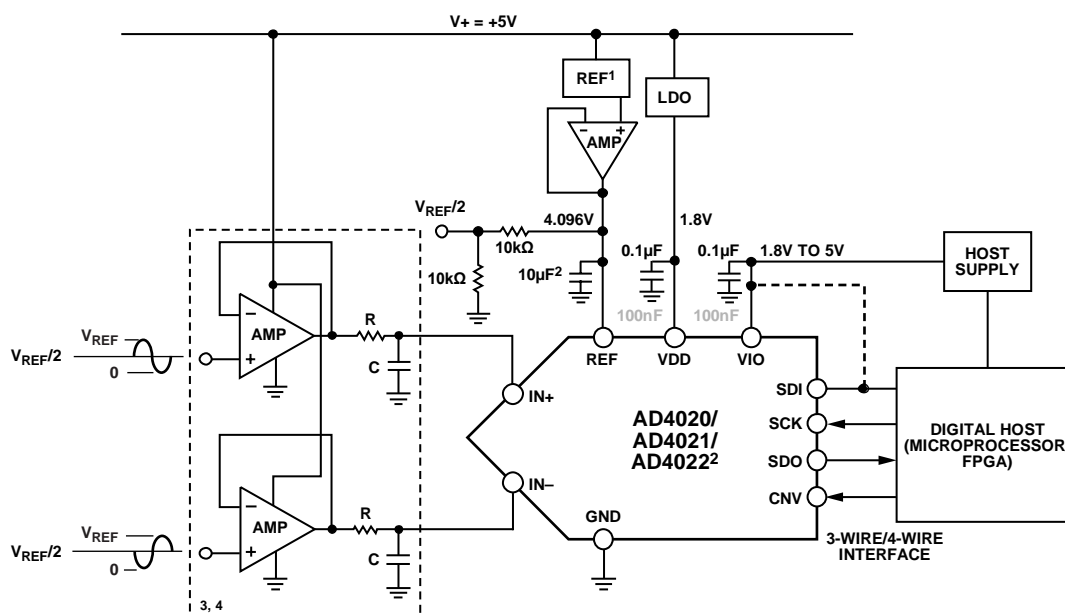 V+ = +5V
REF1
LDO
− +
AMP
VREF/2
4.096V
1.8V
10kΩ
10kΩ
10µF2
0.1µF
0.1µF
1.8V TO 5V
HOST
SUPPLY
100nF
100nF
−
AMP
+
R
C
VREF
VREF/2
0
REF
VDD
VIO
IN+
SDI
SCK
SDO
CNV
AD4020/
AD4021/
AD40222
DIGITAL HOST
(MICROPROCESSOR
FPGA)
IN−
GND
−
AMP
+
R
C
VREF
VREF/2
0
3-WIRE/4-WIRE
INTERFACE
3, 4